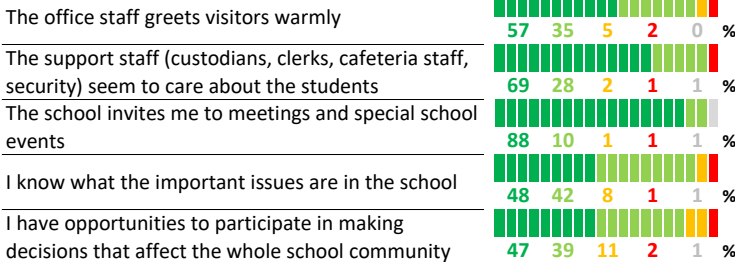 The office staff greets visitors warmly
57 35 5 2 0 %
The support staff (custodians, clerks, cafeteria staff,
security) seem to care about the students
69 28 2 1 1 %
The school invites me to meetings and special school
events
88 10 1 1 1 %
I know what the important issues are in the school
48 42 8 1 1 %
I have opportunities to participate in making
decisions that affect the whole school community
47 39 11 2 1 %